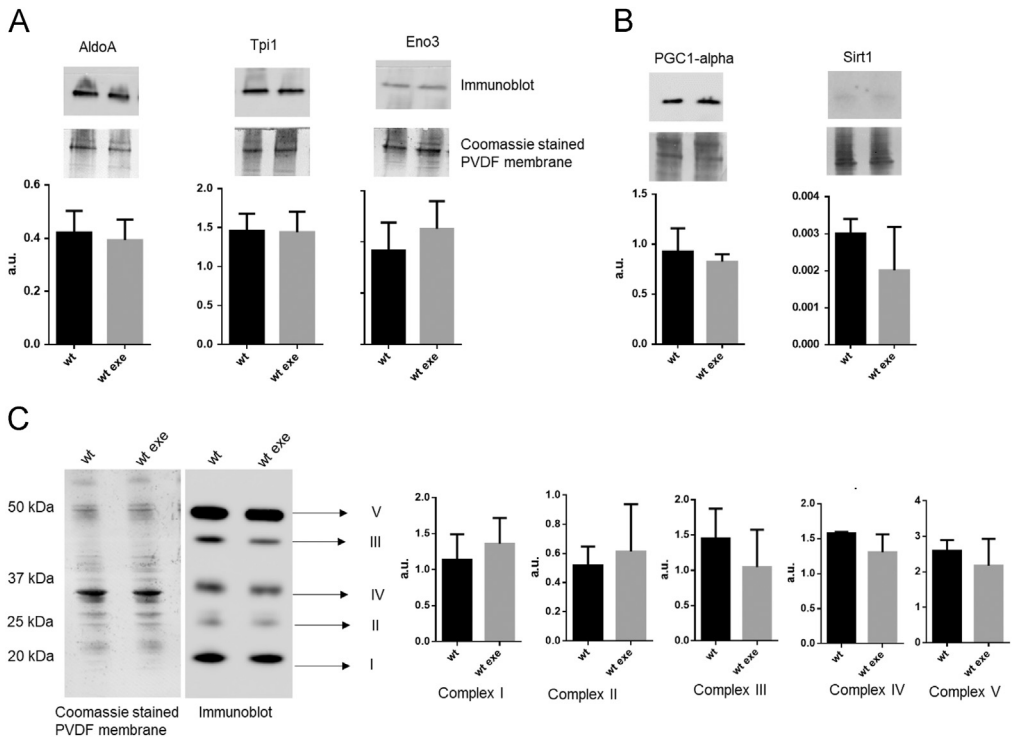 A
AldoA
Tpi1
Eno3
Immunoblot
Coomassie stained
PVDF membrane
a.u.
0.6
0.4
0.2
0.0
wt
wt exe
2.0
1.5
1.0
0.5
0.0
wt
wt exe
wt
wt exe
B
PGC1-alpha
Sirt1
a.u.
1.5
1.0
0.5
0.0
wt
wt exe
0.004
0.003
0.002
0.001
0.000
wt
wt exe
C
wt
wt exe
wt
wt exe
50 kDa
37 kDa
25 kDa
20 kDa
V
III
IV
II
I
Coomassie stained
PVDF membrane
Immunoblot
a.u.
2.0
1.5
1.0
0.5
0.0
wt
wt exe
Complex I
a.u.
1.0
0.8
0.6
0.4
0.2
0.0
wt
wt exe
Complex II
a.u.
2.0
1.5
1.0
0.5
0.0
wt
wt exe
Complex III
a.u.
2.0
1.5
1.0
0.5
0.0
wt
wt exe
Complex IV
a.u.
5
4
3
2
1
0
wt
wt exe
Complex V